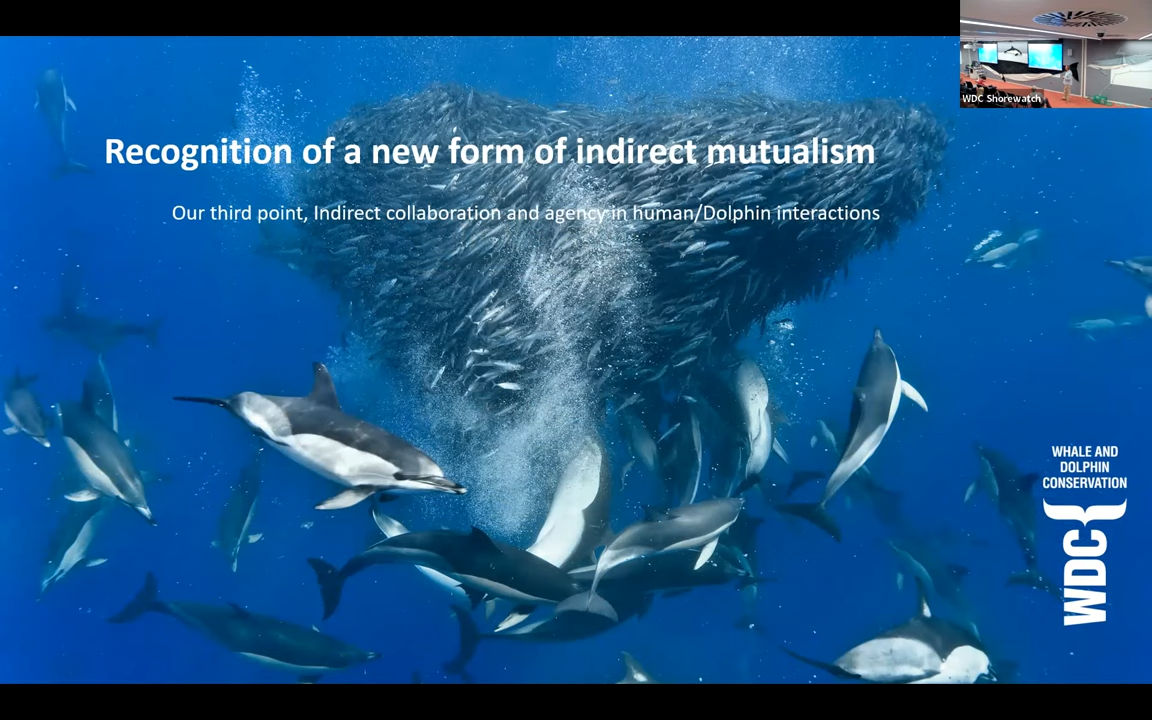 WDC Shorewatch
Recognition of a new form of indirect mutualism
Our third point, Indirect collaboration and agency in human/Dolphin interactions
WHALE AND
DOLPHIN
CONSERVATION
WDC